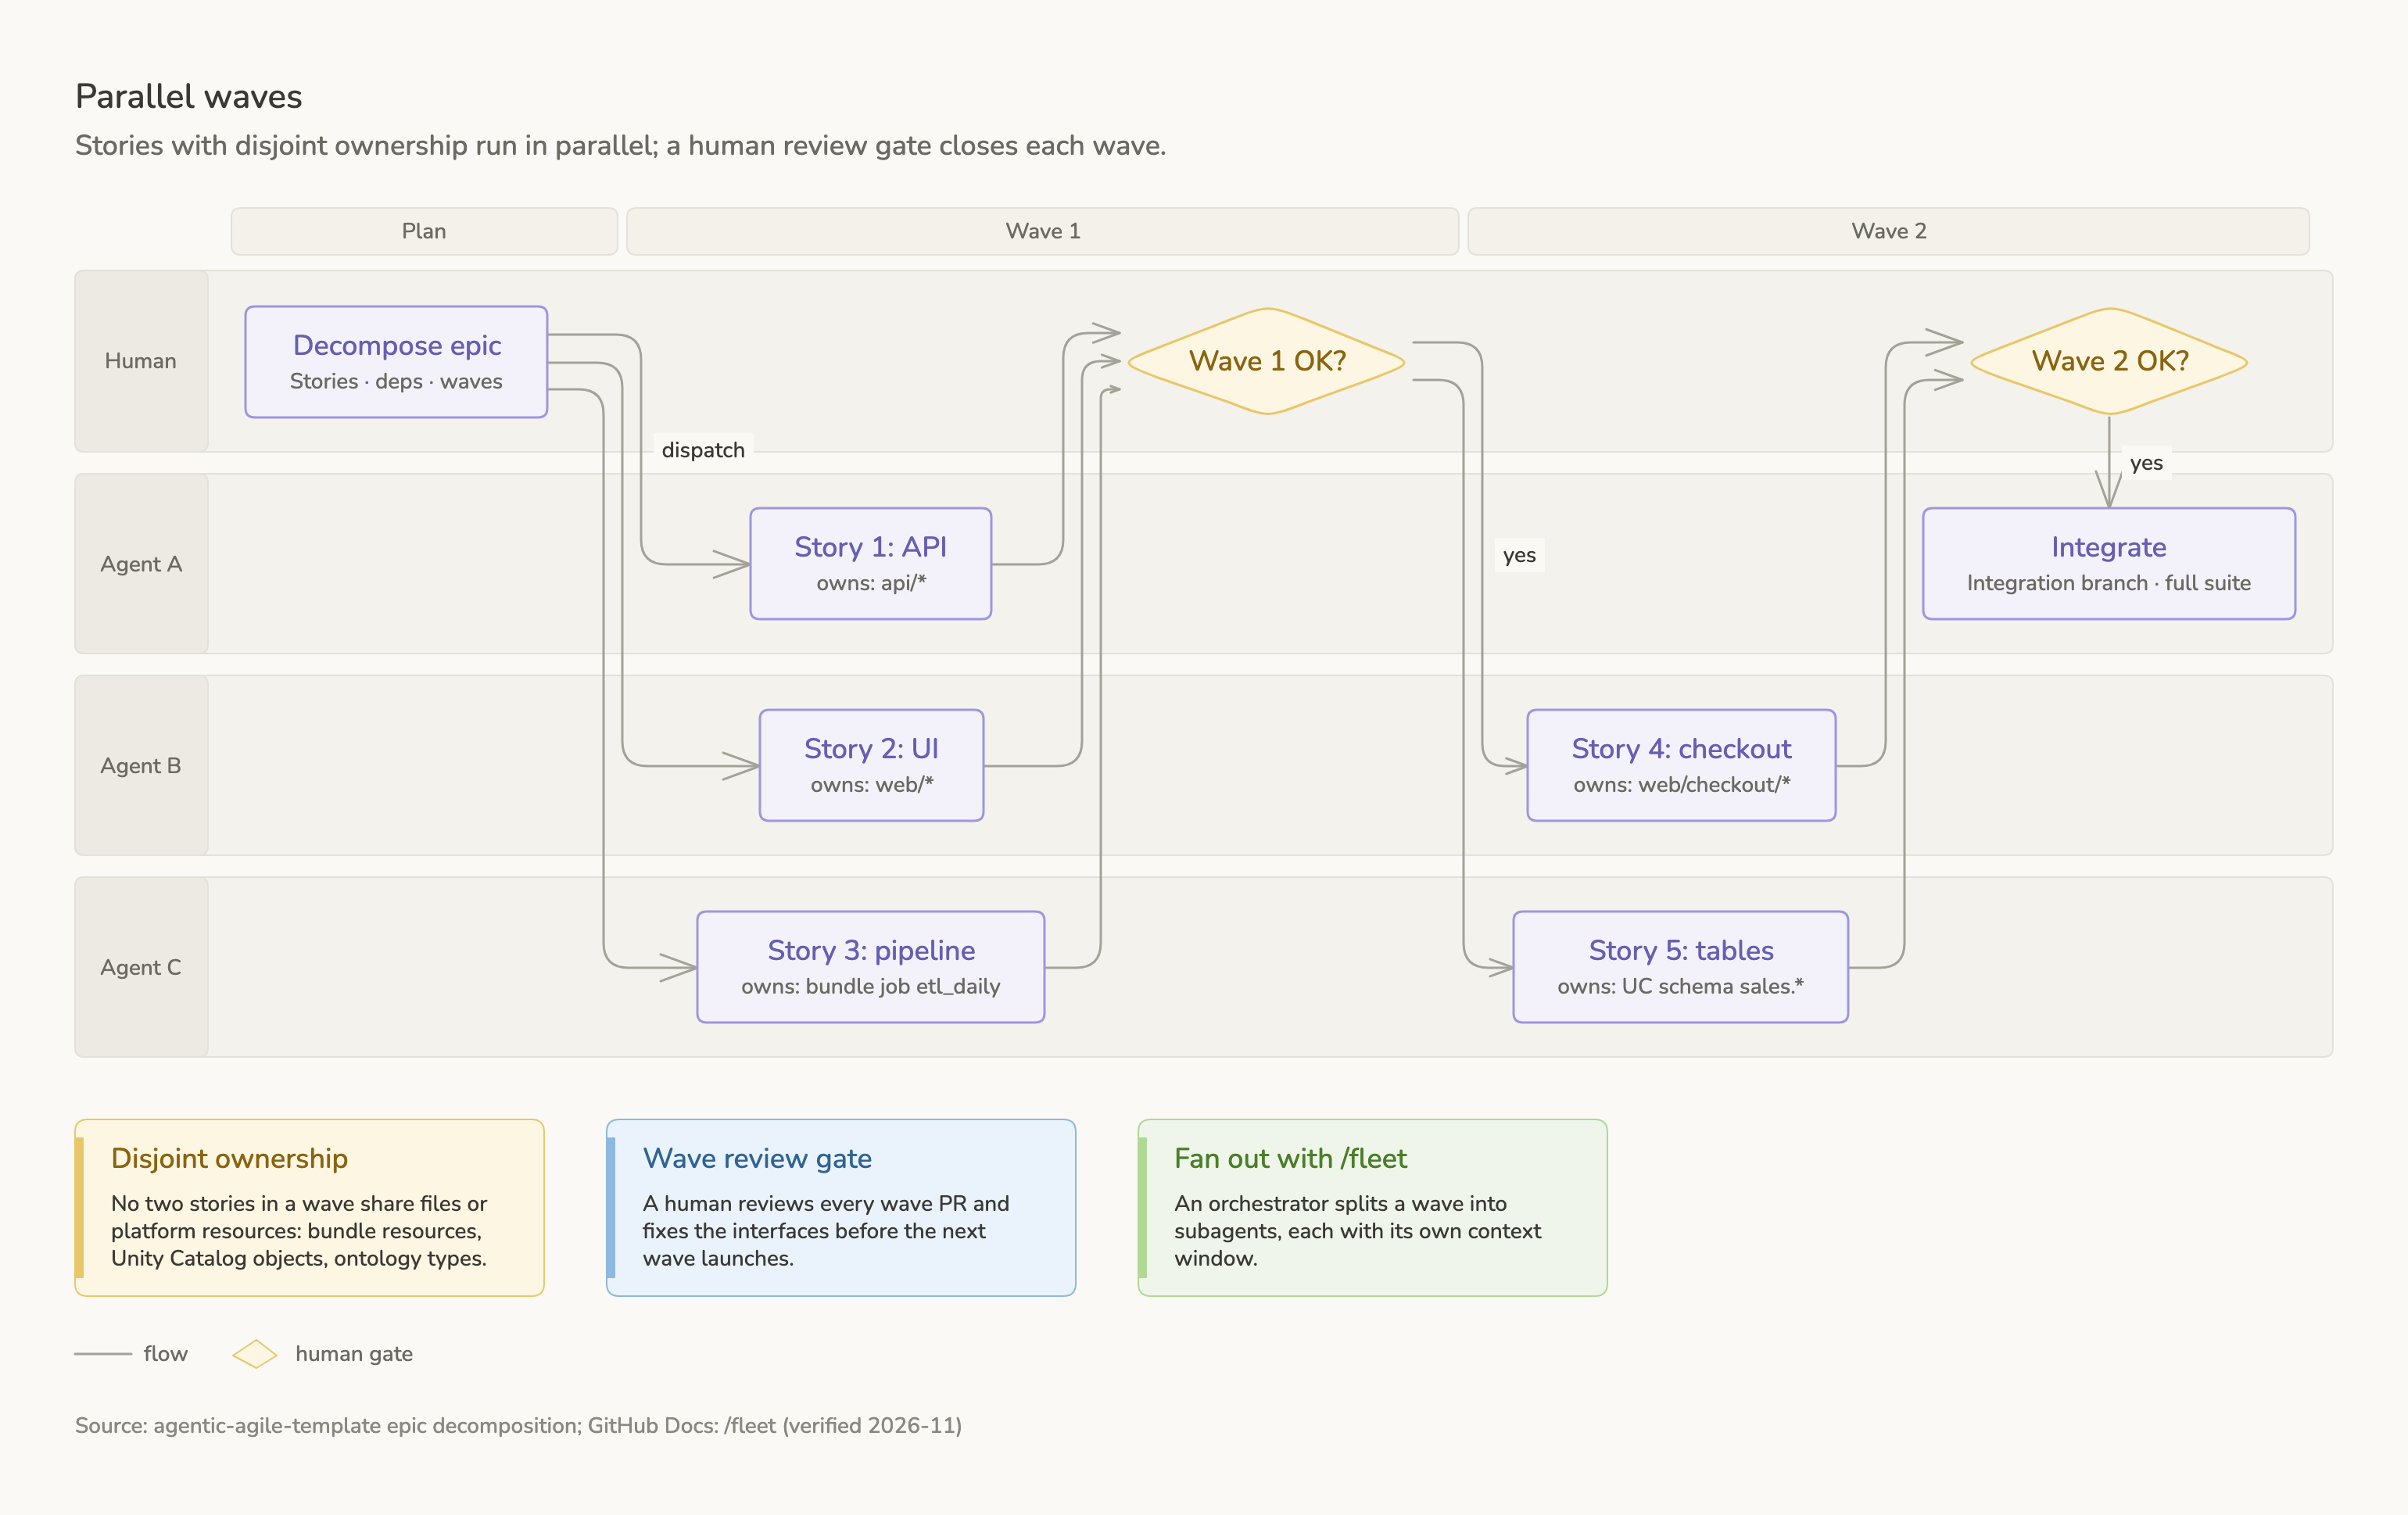 Parallel waves
Stories with disjoint ownership run in parallel; a human review gate closes each wave.
Plan
Wave 1
Wave 2
Human
Decompose epic
Stories · deps · waves
Wave 1 OK?
Wave 2 OK?
dispatch
yes
Agent A
Story 1: API
owns: api/*
yes
Integrate
Integration branch · full suite
Agent B
Story 2: UI
owns: web/*
Story 4: checkout
owns: web/checkout/*
Agent C
Story 3: pipeline
owns: bundle job etl_daily
Story 5: tables
owns: UC schema sales.*
Disjoint ownership
No two stories in a wave share files or
platform resources: bundle resources,
Unity Catalog objects, ontology types.
Wave review gate
A human reviews every wave PR and
fixes the interfaces before the next
wave launches.
Fan out with /fleet
An orchestrator splits a wave into
subagents, each with its own context
window.
flow
human gate
Source: agentic-agile-template epic decomposition; GitHub Docs: /fleet (verified 2026-11)